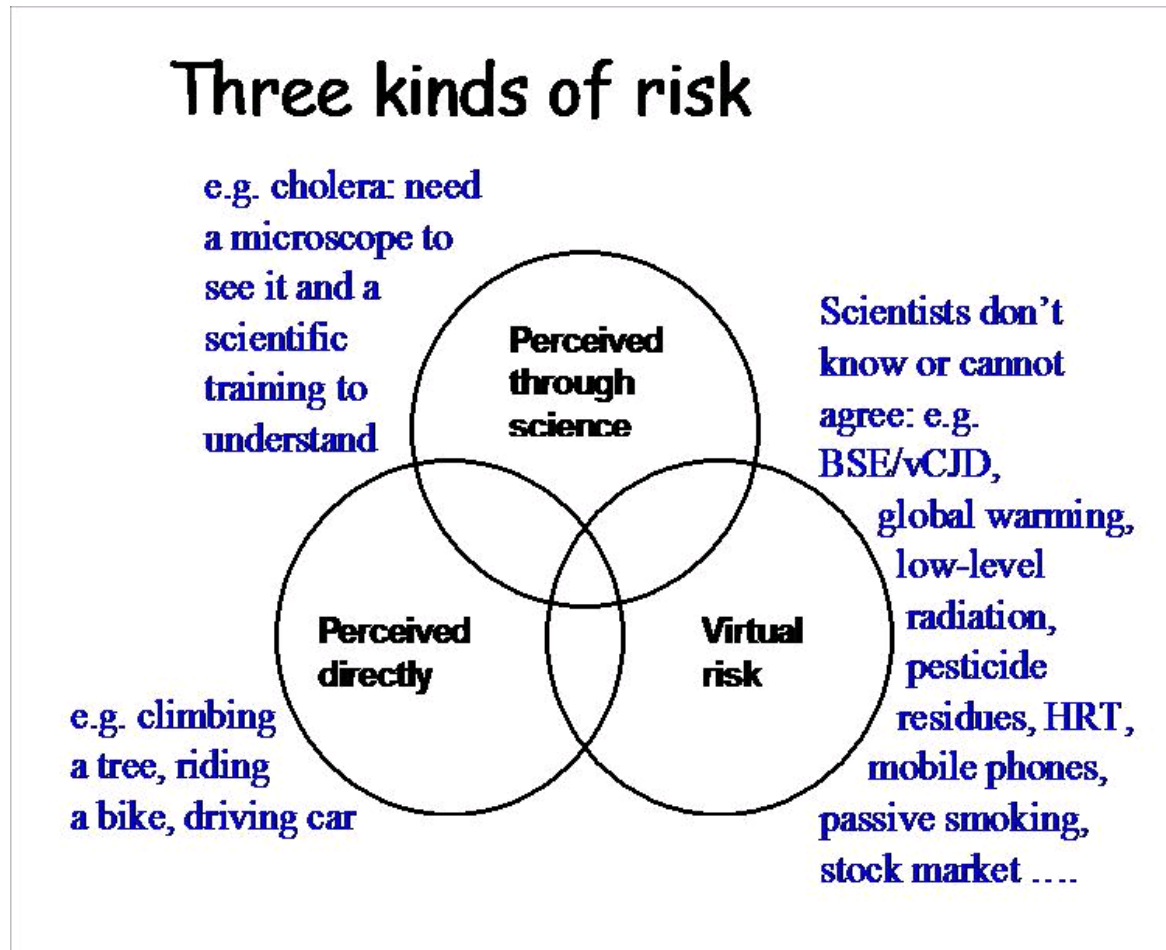 Three kinds of risk
e.g. cholera: need
a microscope to
see it and a
scientific
training to
understand
Perceived
through
science
Scientists don’t
know or cannot
agree: e.g.
BSE/vCJD,
global warming,
low-level
radiation,
pesticide
residues, HRT,
mobile phones,
passive smoking,
stock market ….
Perceived
directly
Virtual
risk
e.g. climbing
a tree, riding
a bike, driving car